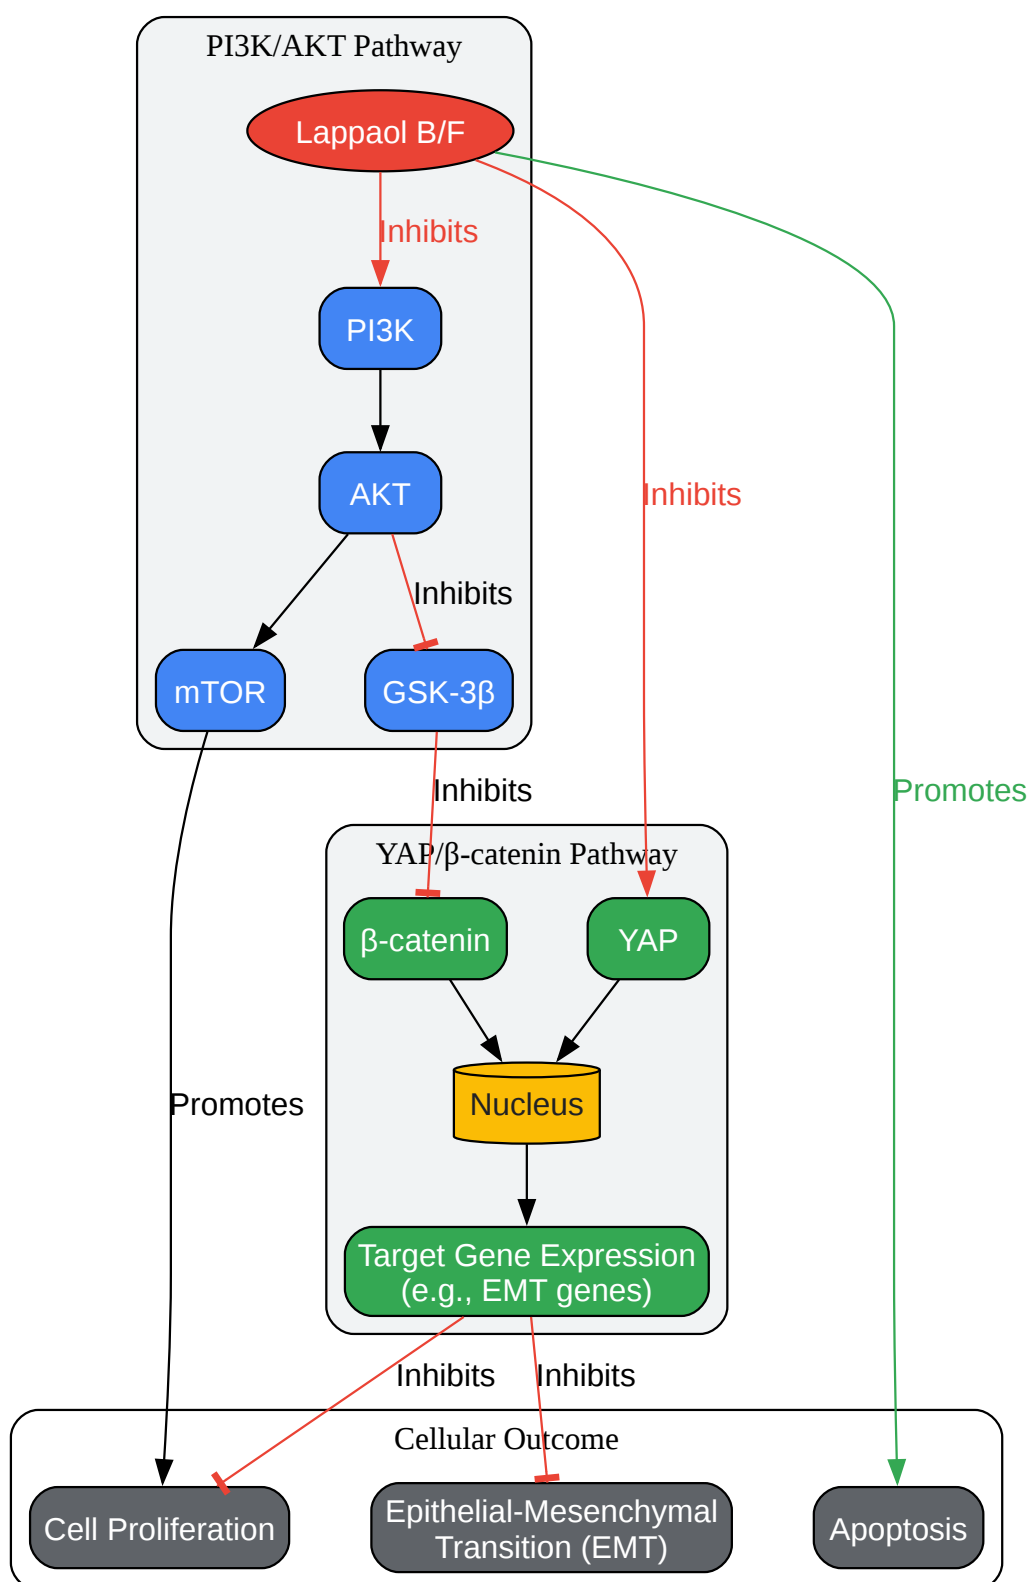 PI3K/AKT Pathway
Lappaol B/F
Inhibits
PI3K
AKT
Inhibits
Inhibits
mTOR
GSK-3β
Inhibits
Promotes
YAP/β-catenin Pathway
β-catenin
YAP
Nucleus
Promotes
Target Gene Expression
(e.g., EMT genes)
Inhibits
Inhibits
Cellular Outcome
Cell Proliferation
Epithelial-Mesenchymal
Transition (EMT)
Apoptosis